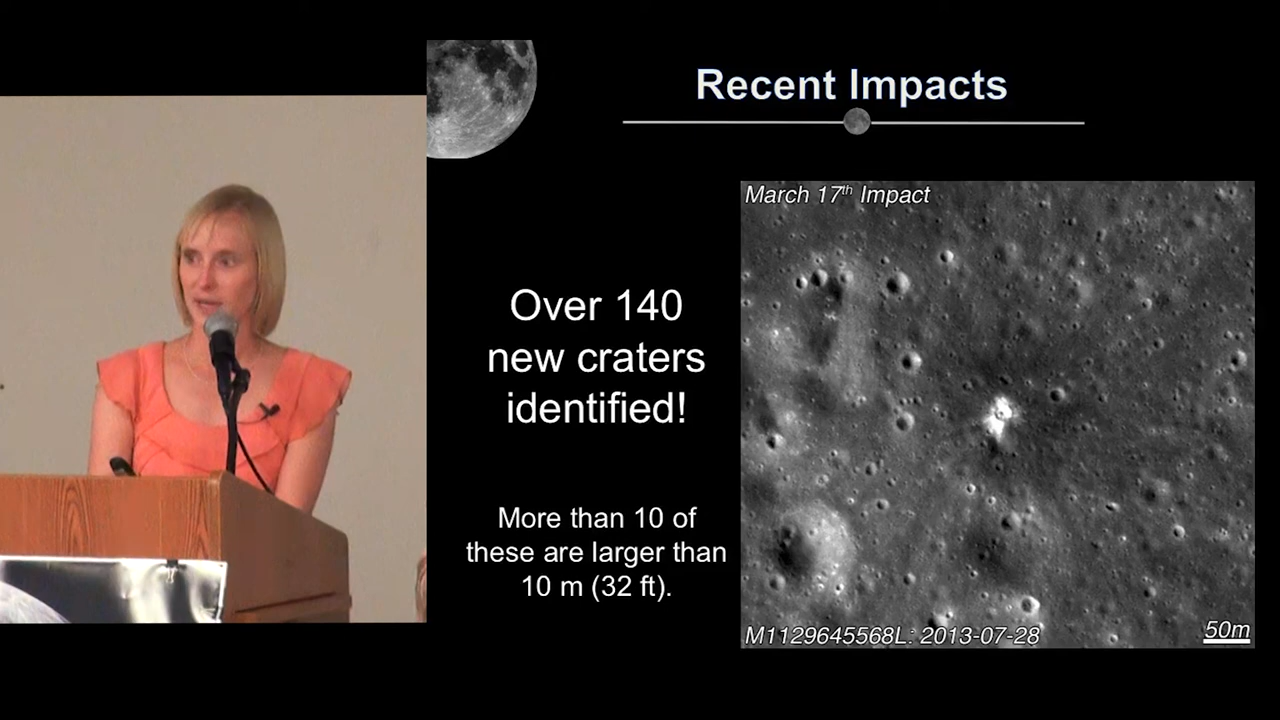 Recent Impacts
March 17th Impact
Over 140
new craters
identified!
More than 10 of
these are larger than
10 m (32 ft).
M1129645568L: 2013-07-28
50m